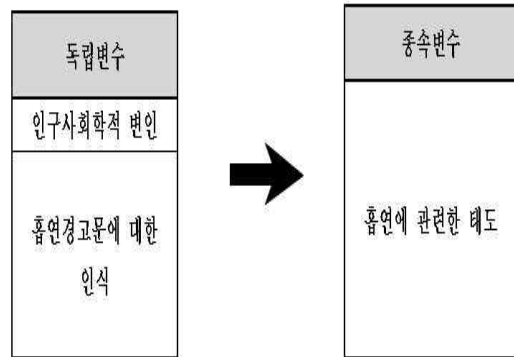 독립변수
인구사회학적 변인
흡연경고문에 대한
인식
종속변수
흡연에 관련한 태도